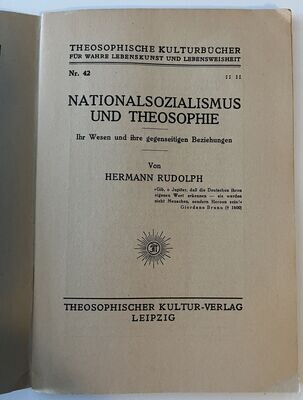 THEOSOPHISCHE KULTURBÜCHER
FÜR WAHRE LEBENSKUNST UND LEBENSWEISHEIT
Nr. 42 :: ::
NATIONALSOZIALISMUS
UND THEOSOPHIE
Ihr Wesen und ihre gegenseitigen Beziehungen
Von
HERMANN RUDOLPH
»Gib, o Jupiter, daß die Deutschen ihren
eigenen Wert erkennen — sie werden
nicht Menschen, sondern Heroen sein!«
Giordano Bruno († 1600)
THEOSOPHISCHER KULTUR-VERLAG
LEIPZIG